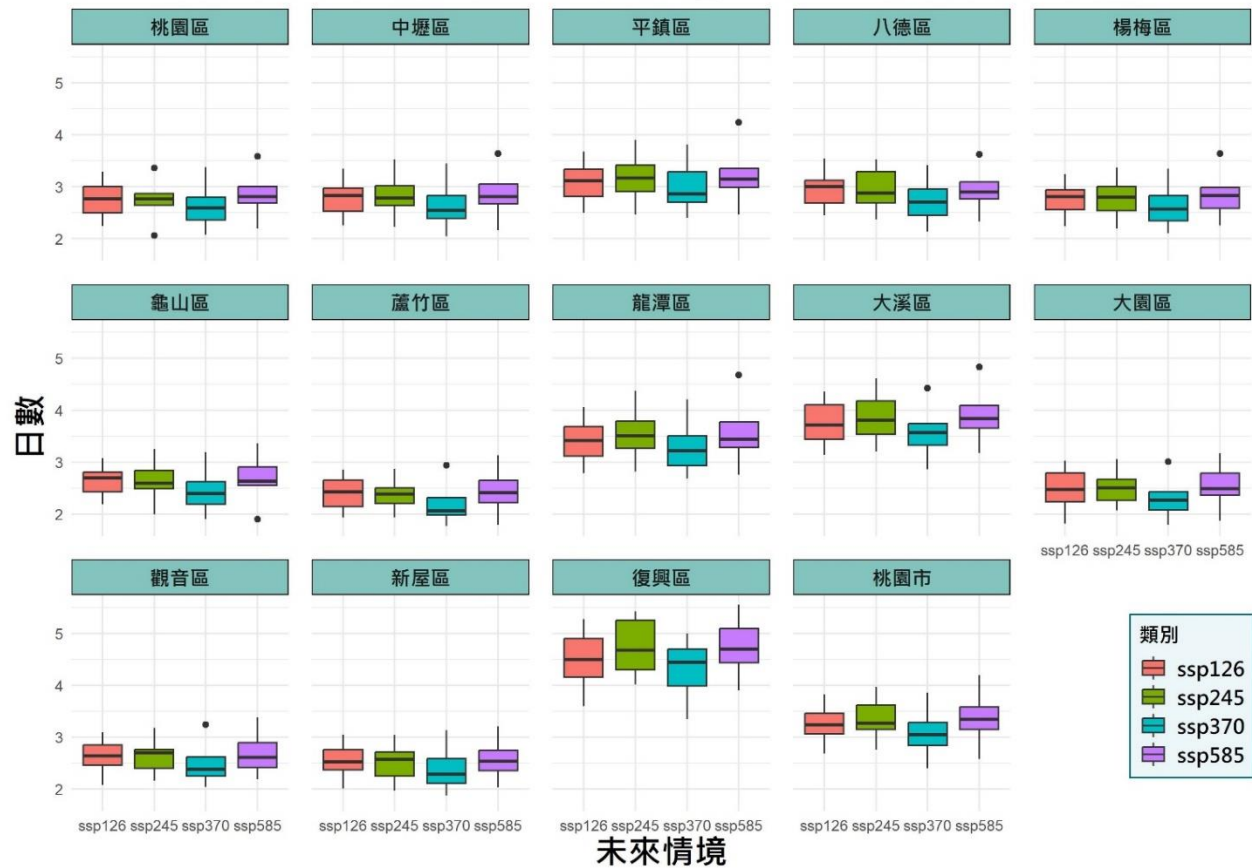 桃園區 中壢區 平鎮區 八德區 楊梅區
5
4
3
2
龜山區 蘆竹區 龍潭區 大溪區 大園區
5
4
3
2
日數
ssp126 ssp245 ssp370 ssp585
觀音區 新屋區 復興區 桃園市
5
4
3
2
ssp126 ssp245 ssp370 ssp585 ssp126 ssp245 ssp370 ssp585 ssp126 ssp245 ssp370 ssp585 ssp126 ssp245 ssp370 ssp585
未來情境
類別
ssp126
ssp245
ssp370
ssp585